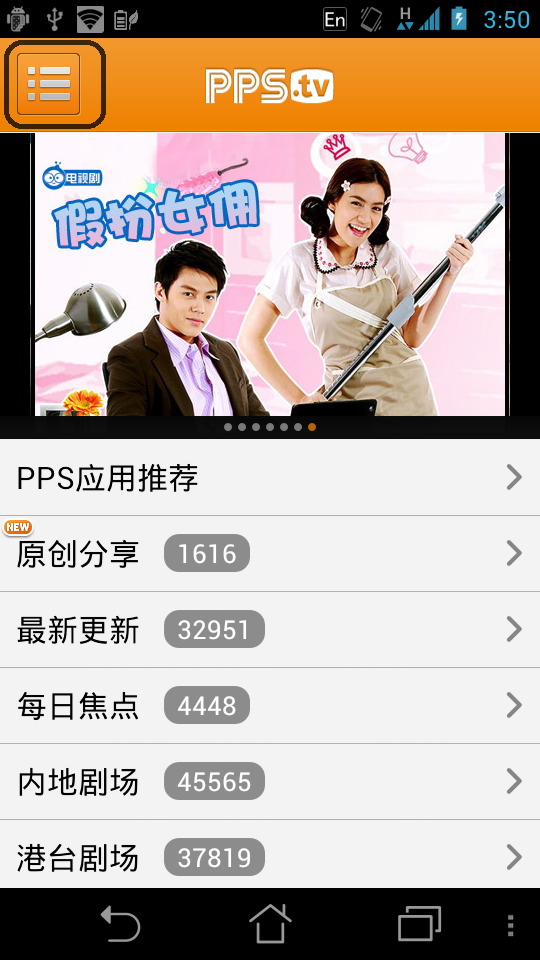 En H 3:50
PPS.tv
电视剧
假扮女佣
PPS应用推荐
NEW
原创分享 1616
最新更新 32951
每日焦点 4448
内地剧场 45565
港台剧场 37819